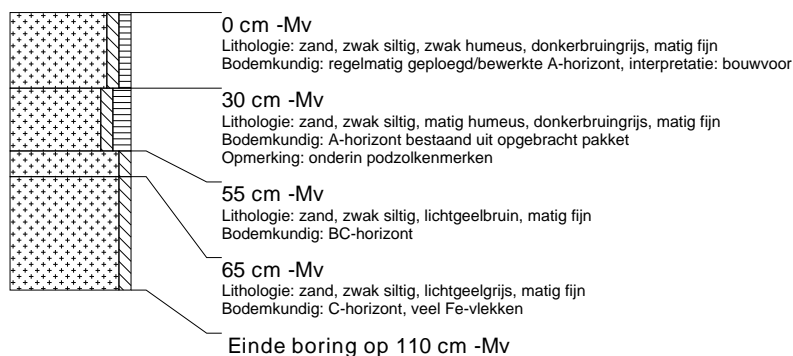 0 cm -Mv
Lithologie: zand, zwak siltig, zwak humeus, donkerbruingrijs, matig fijn
Bodemkundig: regelmatig geploegd/bewerkte A-horizont, interpretatie: bouwvoor
30 cm -Mv
Lithologie: zand, zwak siltig, matig humeus, donkerbruingrijs, matig fijn
Bodemkundig: A-horizont bestaand uit opgebracht pakket
Opmerking: onderin podzolkenmerken
55 cm -Mv
Lithologie: zand, zwak siltig, lichtgeelbruin, matig fijn
Bodemkundig: BC-horizont
65 cm -Mv
Lithologie: zand, zwak siltig, lichtgeelgrijs, matig fijn
Bodemkundig: C-horizont, veel Fe-vlekken
Einde boring op 110 cm -Mv